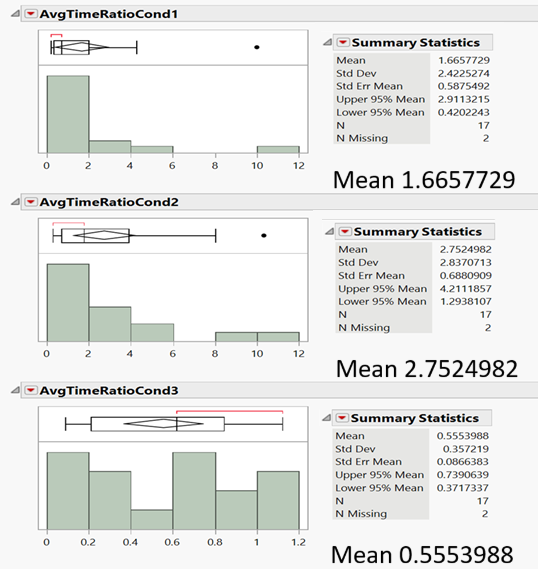 AvgTimeRatioCond1
Summary Statistics
Mean 1.6657729
Std Dev 2.4225274
Std Err Mean 0.5875492
Upper 95% Mean 2.9113215
Lower 95% Mean 0.4202243
N 17
N Missing 2
0 2 4 6 8 10 12
Mean 1.6657729
AvgTimeRatioCond2
Summary Statistics
Mean 2.7524982
Std Dev 2.8370713
Std Err Mean 0.6880909
Upper 95% Mean 4.2111857
Lower 95% Mean 1.2938107
N 17
N Missing 2
0 2 4 6 8 10 12
Mean 2.7524982
AvgTimeRatioCond3
Summary Statistics
Mean 0.5553988
Std Dev 0.357219
Std Err Mean 0.0866383
Upper 95% Mean 0.7390639
Lower 95% Mean 0.3717337
N 17
N Missing 2
0 0.2 0.4 0.6 0.8 1 1.2
Mean 0.5553988